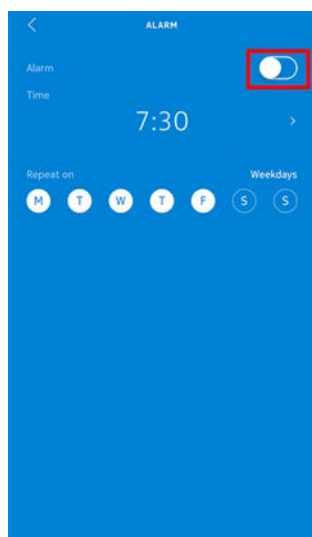 ALARM
Alarm
Time
7:30
Repeat on Weekdays
M T W T F S S